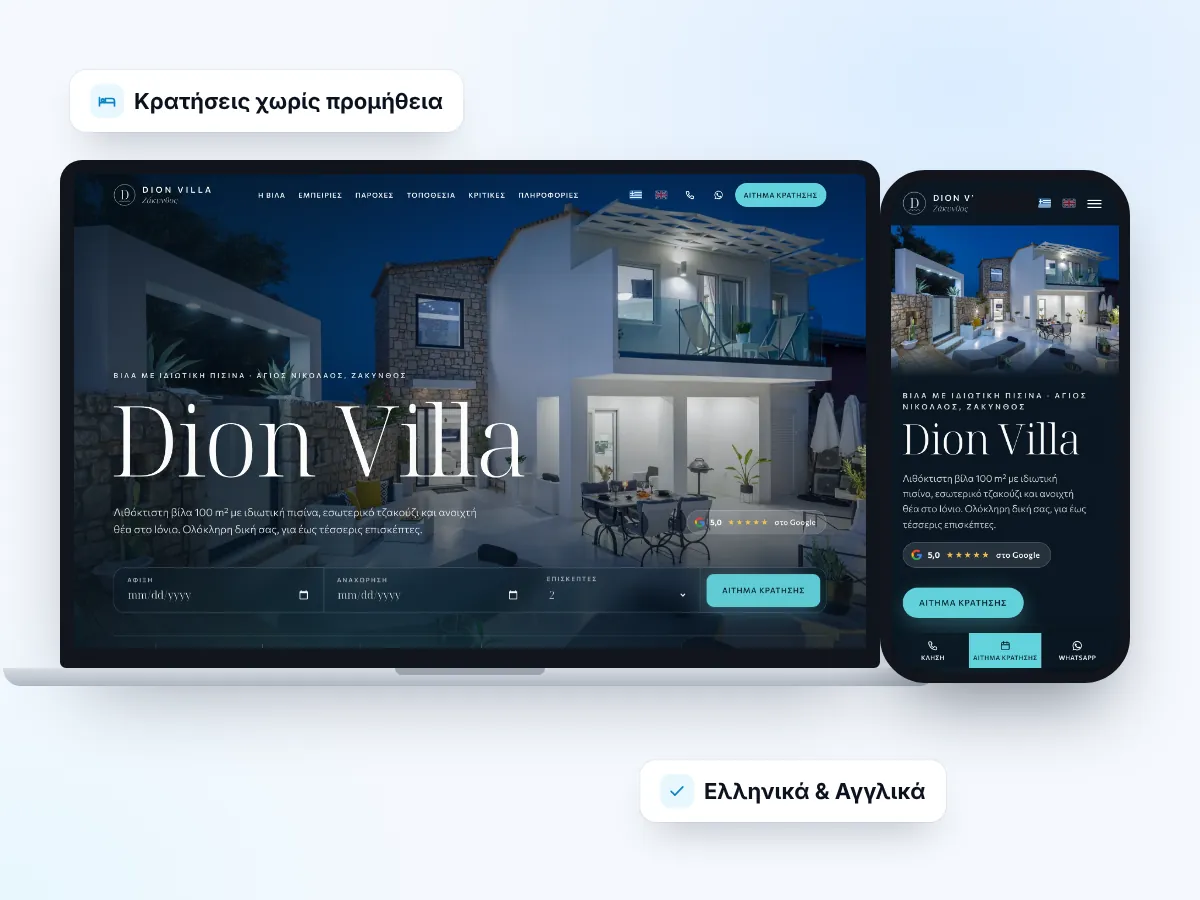 Κρατήσεις χωρίς προμήθεια
DION VILLA
Ζάκυνθος
Η ΒΙΛΑ ΕΜΠΕΙΡΙΕΣ ΠΑΡΟΧΕΣ ΤΟΠΟΘΕΣΙΑ ΚΡΙΤΙΚΕΣ ΠΛΗΡΟΦΟΡΙΕΣ
ΑΙΤΗΜΑ ΚΡΑΤΗΣΗΣ
ΒΙΛΑ ΜΕ ΙΔΙΩΤΙΚΗ ΠΙΣΙΝΑ · ΑΓΙΟΣ ΝΙΚΟΛΑΟΣ, ΖΑΚΥΝΘΟΣ
Dion Villa
Λιθόκτιστη βίλα 100 m² με ιδιωτική πισίνα, εσωτερικό τζακούζι και ανοιχτή
θέα στο Ιόνιο. Ολόκληρη δική σας, για έως τέσσερις επισκέπτες.
5,0 ★★★★★ στο Google
ΑΦΙΞΗ
mm/dd/yyyy
ΑΝΑΧΩΡΗΣΗ
mm/dd/yyyy
ΕΠΙΣΚΕΠΤΕΣ
2
ΑΙΤΗΜΑ ΚΡΑΤΗΣΗΣ
DION V
Ζάκυνθος
ΒΙΛΑ ΜΕ ΙΔΙΩΤΙΚΗ ΠΙΣΙΝΑ · ΑΓΙΟΣ
ΝΙΚΟΛΑΟΣ, ΖΑΚΥΝΘΟΣ
Dion Villa
Λιθόκτιστη βίλα 100 m² με ιδιωτική
πισίνα, εσωτερικό τζακούζι και ανοιχτή
θέα στο Ιόνιο. Ολόκληρη δική σας, για έως
τέσσερις επισκέπτες.
5,0 ★★★★★ στο Google
ΑΙΤΗΜΑ ΚΡΑΤΗΣΗΣ
ΚΛΗΣΗ
ΑΙΤΗΜΑ ΚΡΑΤΗΣΗΣ
WHATSAPP
Ελληνικά & Αγγλικά